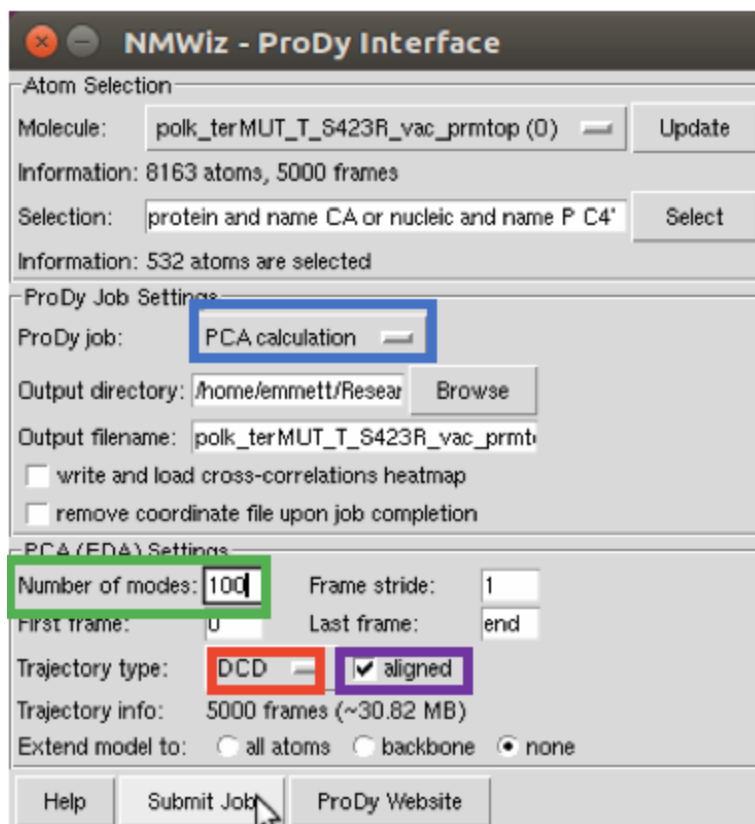 NMWiz - ProDy Interface
Atom Selection
Molecule: polk_terMUT_T_S423R_vac_prmtop (0) Update
Information: 8163 atoms, 5000 frames
Selection: protein and name CA or nucleic and name P C4' Select
Information: 532 atoms are selected
ProDy Job Settings
ProDy job: PCA calculation
Output directory: /home/emmett/Resear Browse
Output filename: polk_terMUT_T_S423R_vac_prmt
write and load cross-correlations heatmap
remove coordinate file upon job completion
PCA (EDA) Settings
Number of modes: 100 Frame stride: 1
First frame: 0 Last frame: end
Trajectory type: DCD aligned
Trajectory info: 5000 frames (~30.82 MB)
Extend model to: all atoms backbone none
Help Submit Job ProDy Website